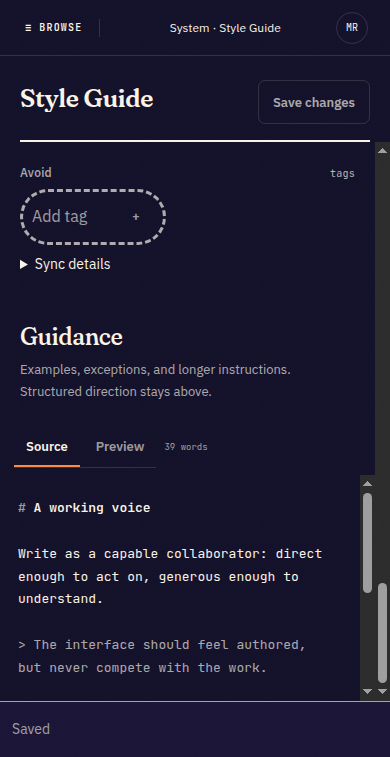 ≡ BROWSE
System · Style Guide
MR
Style Guide
Save changes
Avoid
tags
Add tag +
▶ Sync details
Guidance
Examples, exceptions, and longer instructions.
Structured direction stays above.
Source
Preview
39 words
# A working voice
Write as a capable collaborator: direct
enough to act on, generous enough to
understand.
> The interface should feel authored,
but never compete with the work.
Saved